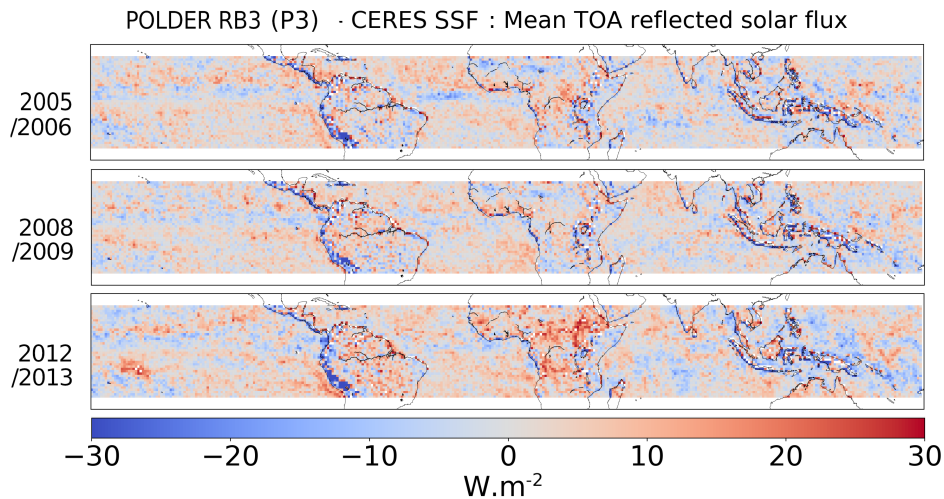 POLDER RB3 (P3) - CERES SSF : Mean TOA reflected solar flux
2005
/2006
2008
/2009
2012
/2013
−30 −20 −10 0 10 20 30
W.m-2